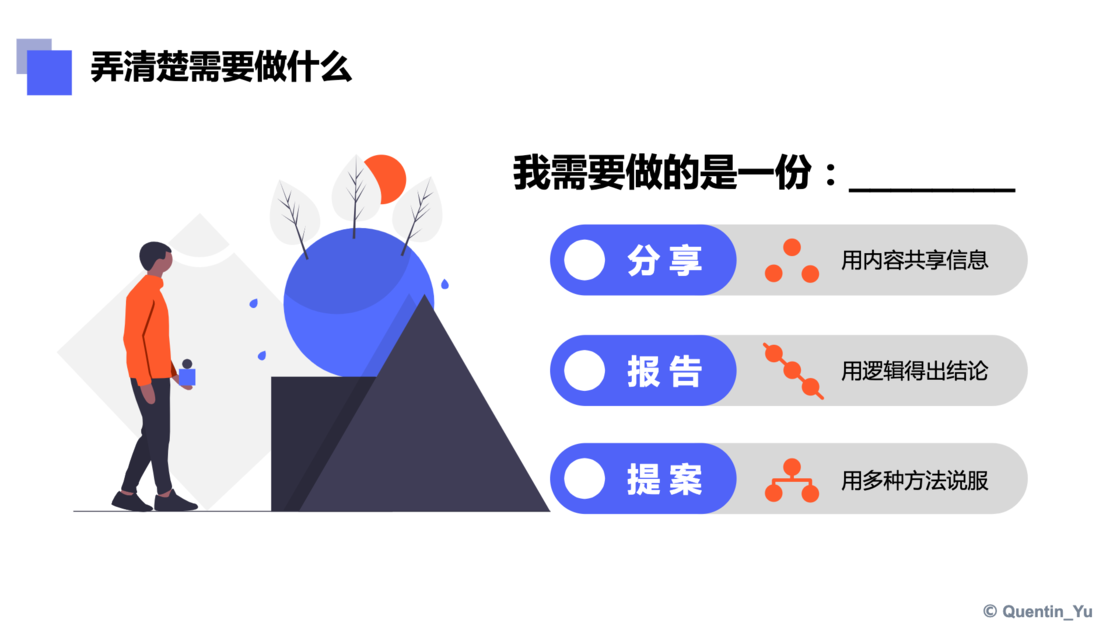 弄清楚需要做什么
我需要做的是一份：__________
分享
用内容共享信息
报告
用逻辑得出结论
提案
用多种方法说服
© Quentin_Yu